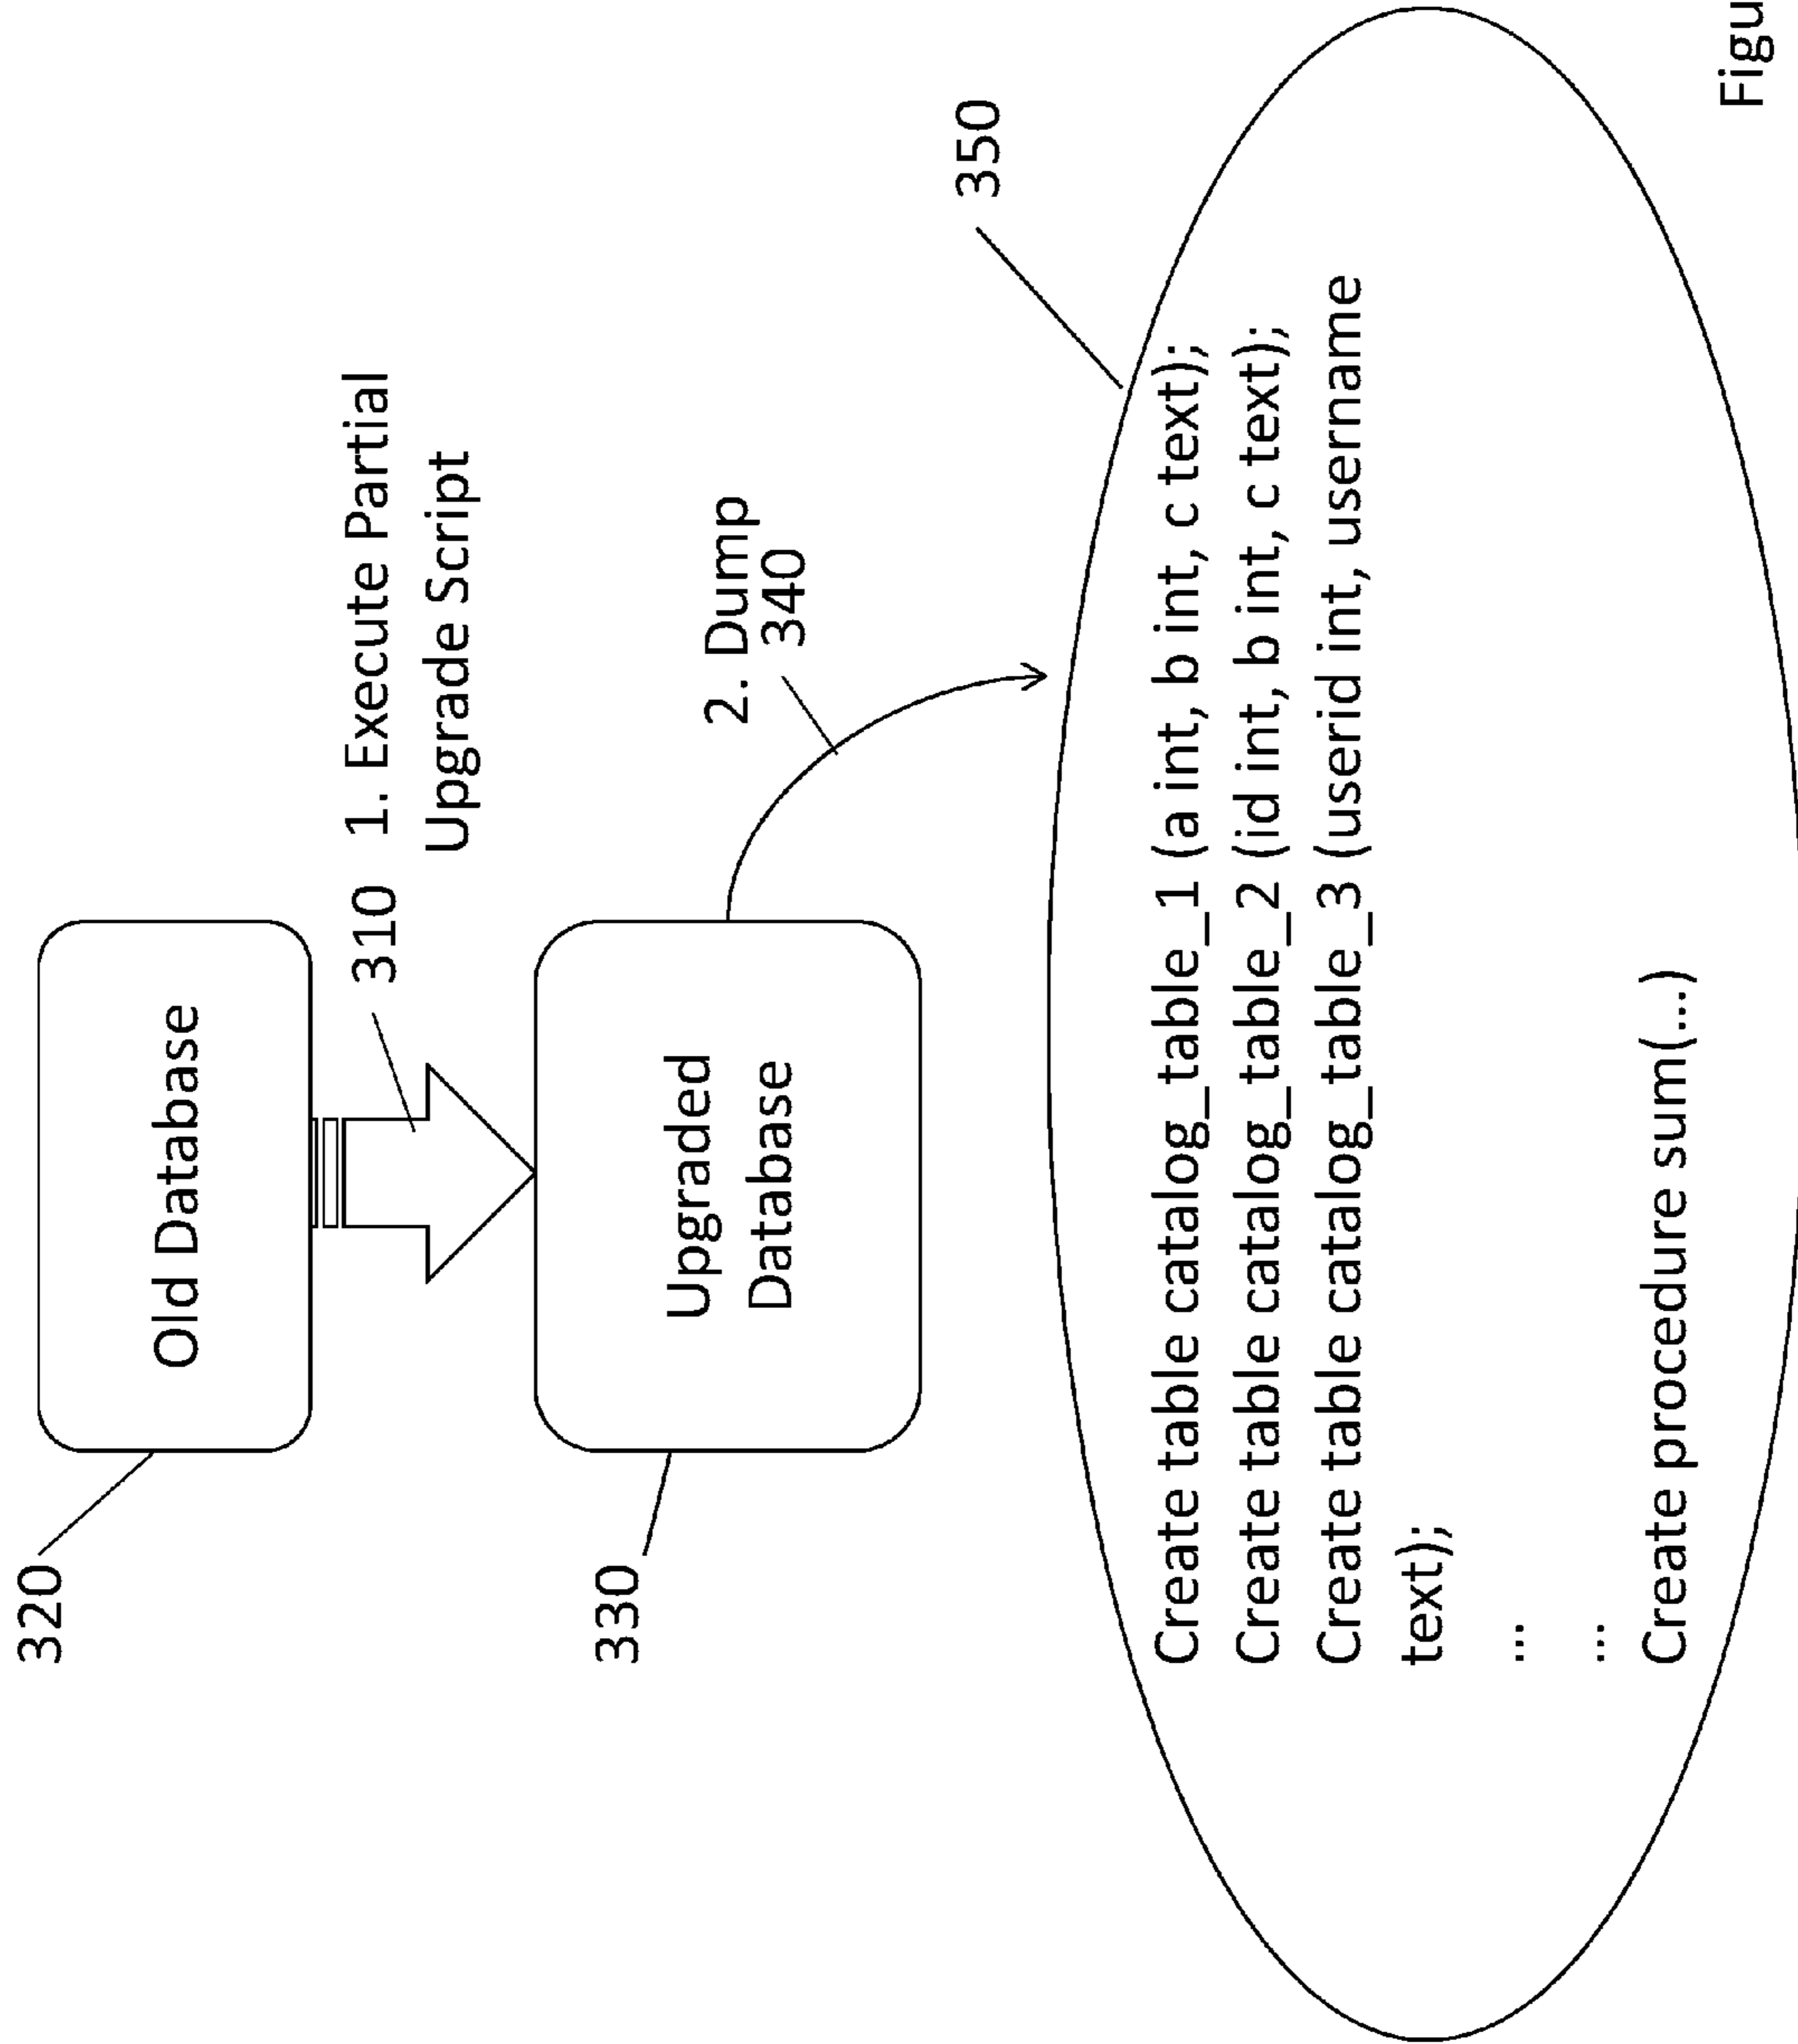 320
Old Database
310
1. Execute Partial
Upgrade Script
330
Upgraded
Database
2. Dump
340
350
Create table catalog_table_1 (a int, b int, c text);
Create table catalog_table_2 (id int, b int, c text);
Create table catalog_table_3 (userid int, username
text);
...
...
Create procedure sum(...)
Figu